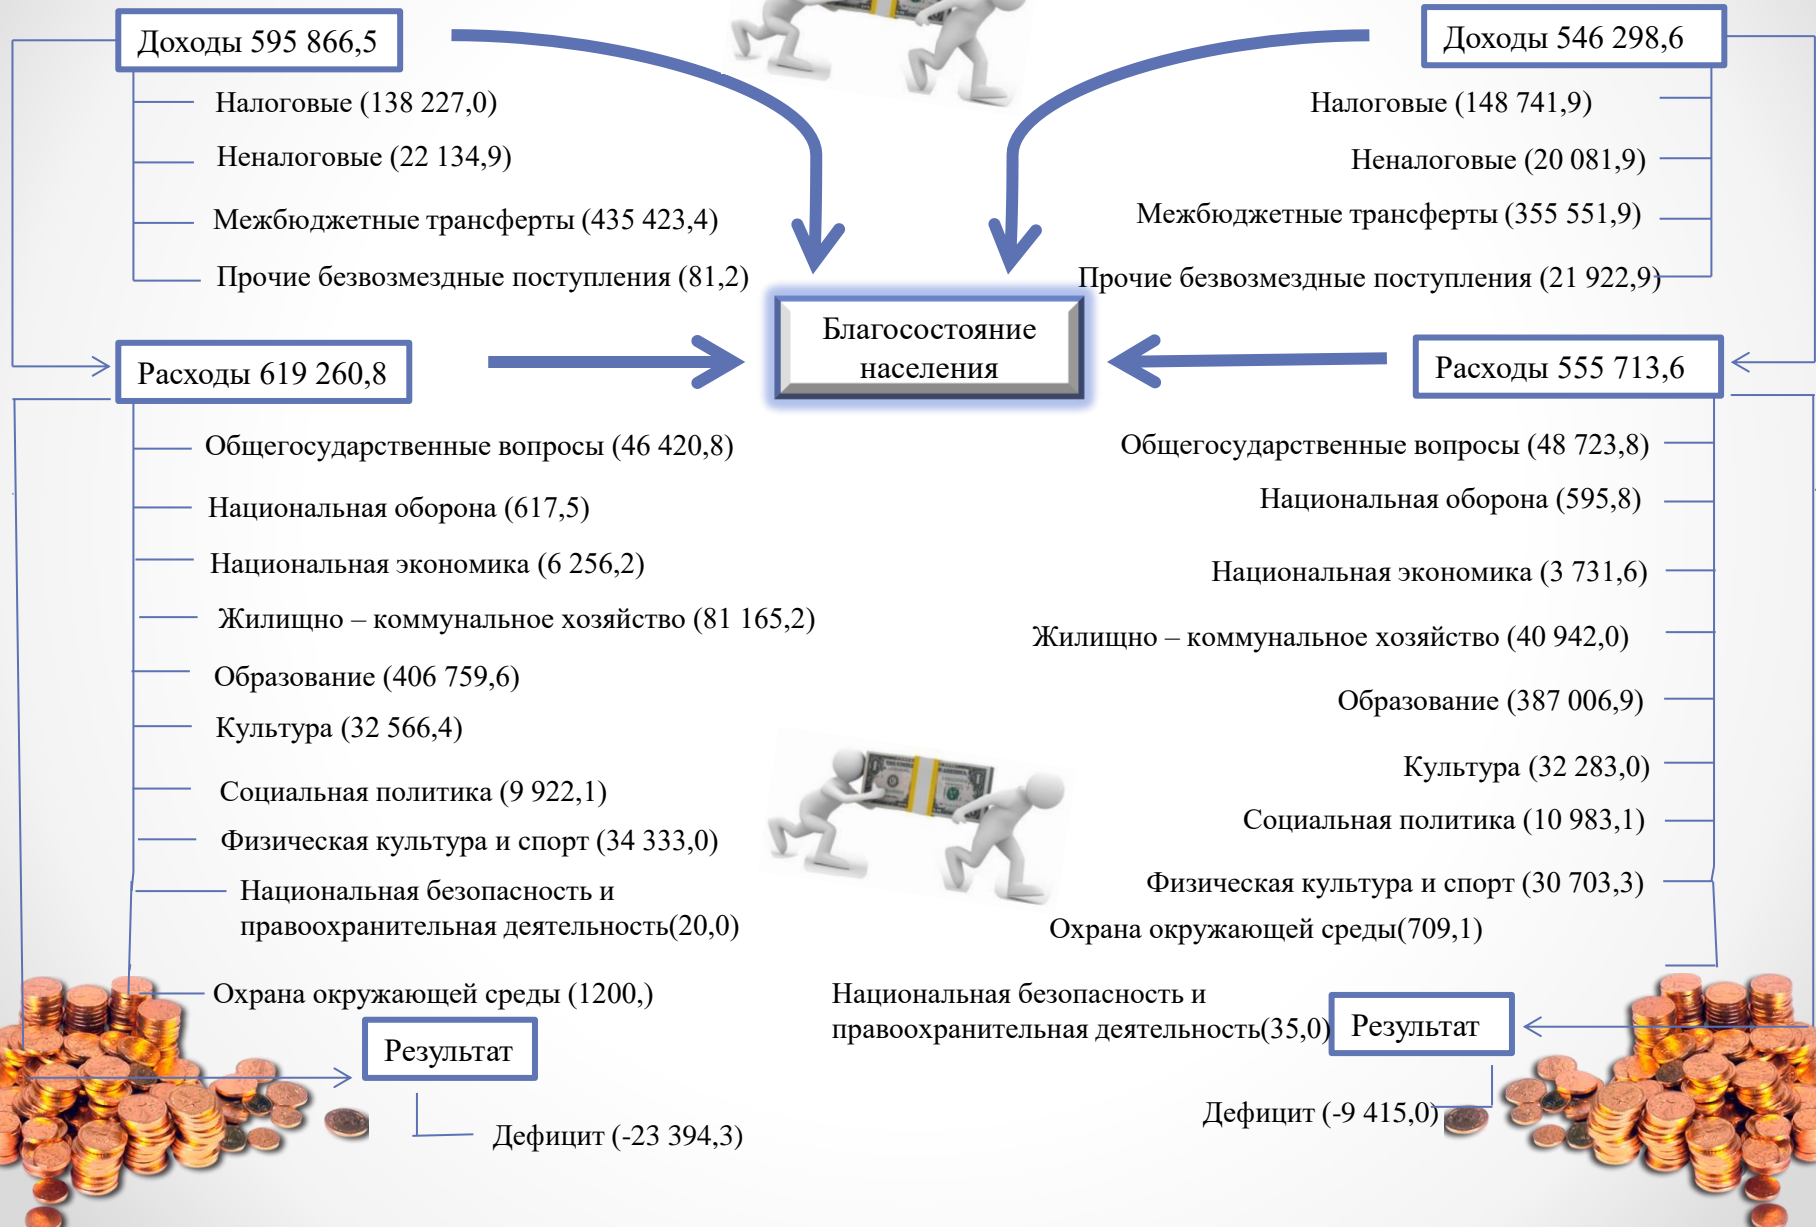 Доходы 595 866,5
Налоговые (138 227,0)
Неналоговые (22 134,9)
Межбюджетные трансферты (435 423,4)
Прочие безвозмездные поступления (81,2)
Расходы 619 260,8
Общегосударственные вопросы (46 420,8)
Национальная оборона (617,5)
Национальная экономика (6 256,2)
Жилищно – коммунальное хозяйство (81 165,2)
Образование (406 759,6)
Культура (32 566,4)
Социальная политика (9 922,1)
Физическая культура и спорт (34 333,0)
Национальная безопасность и
правоохранительная деятельность(20,0)
Охрана окружающей среды (1200,)
Результат
Дефицит (-23 394,3)
Благосостояние
населения
Доходы 546 298,6
Налоговые (148 741,9)
Неналоговые (20 081,9)
Межбюджетные трансферты (355 551,9)
Прочие безвозмездные поступления (21 922,9)
Расходы 555 713,6
Общегосударственные вопросы (48 723,8)
Национальная оборона (595,8)
Национальная экономика (3 731,6)
Жилищно – коммунальное хозяйство (40 942,0)
Образование (387 006,9)
Культура (32 283,0)
Социальная политика (10 983,1)
Физическая культура и спорт (30 703,3)
Охрана окружающей среды(709,1)
Национальная безопасность и
правоохранительная деятельность(35,0)
Результат
Дефицит (-9 415,0)